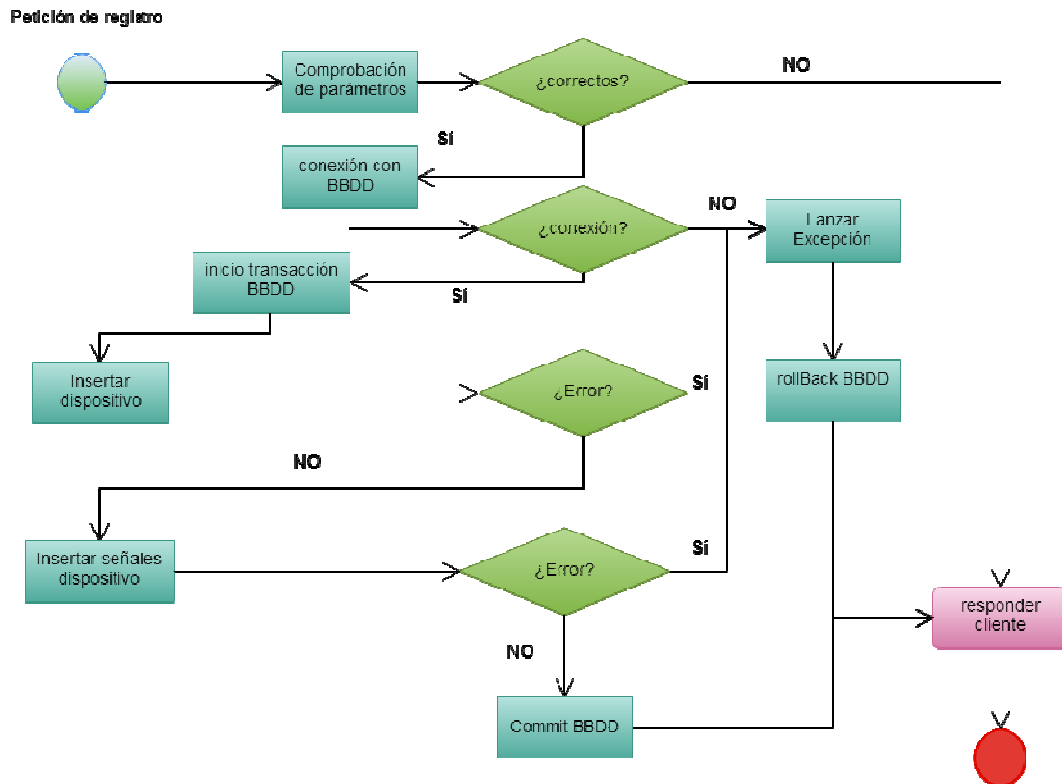 Petición de registro
Comprobación
de parámetros
¿correctos?
NO
Sí
conexión con
BBDD
¿conexión?
NO
Lanzar
Excepción
inicio transacción
BBDD
Sí
Insertar
dispositivo
¿Error?
Sí
rollBack BBDD
NO
Insertar señales
dispositivo
¿Error?
Sí
responder
cliente
NO
Commit BBDD